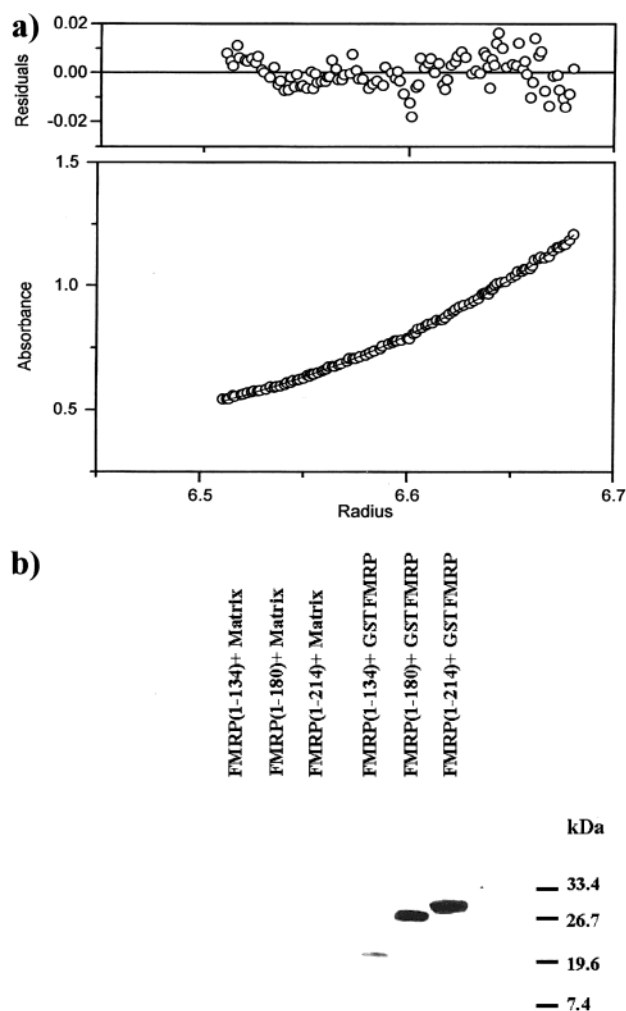 a)
0.02
0.00
-0.02
Residuals
1.5
1.0
0.5
Absorbance
6.5
6.6
6.7
Radius
b)
FMRP(1-134)+ Matrix
FMRP(1-180)+ Matrix
FMRP(1-214)+ Matrix
FMRP(1-134)+ GSTFMRP
FMRP(1-180)+ GSTFMRP
FMRP(1-214)+ GSTFMRP
kDa
33.4
26.7
19.6
7.4